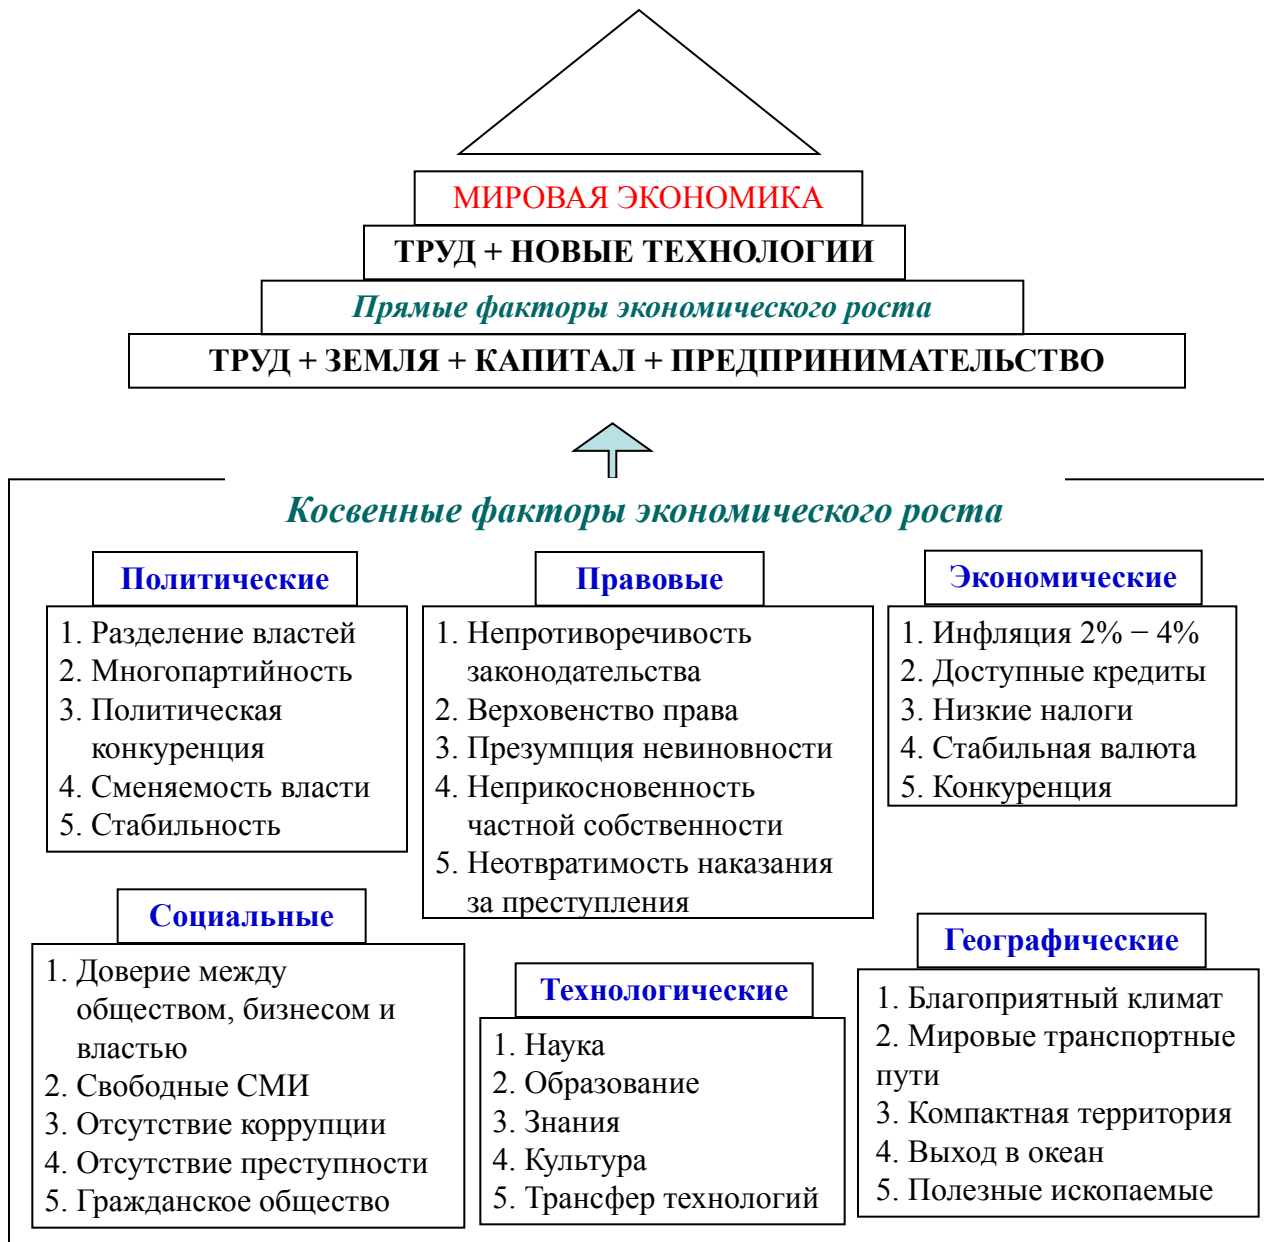 МИРОВАЯ ЭКОНОМИКА
ТРУД + НОВЫЕ ТЕХНОЛОГИИ
Прямые факторы экономического роста
ТРУД + ЗЕМЛЯ + КАПИТАЛ + ПРЕДПРИНИМАТЕЛЬСТВО
Косвенные факторы экономического роста
Политические
1. Разделение властей
2. Многопартийность
3. Политическая
конкуренция
4. Сменяемость власти
5. Стабильность
Правовые
1. Непротиворечивость
законодательства
2. Верховенство права
3. Презумпция невиновности
4. Неприкосновенность
частной собственности
5. Неотвратимость наказания
за преступления
Экономические
1. Инфляция 2% − 4%
2. Доступные кредиты
3. Низкие налоги
4. Стабильная валюта
5. Конкуренция
Социальные
1. Доверие между
обществом, бизнесом и
властью
2. Свободные СМИ
3. Отсутствие коррупции
4. Отсутствие преступности
5. Гражданское общество
Технологические
1. Наука
2. Образование
3. Знания
4. Культура
5. Трансфер технологий
Географические
1. Благоприятный климат
2. Мировые транспортные
пути
3. Компактная территория
4. Выход в океан
5. Полезные ископаемые